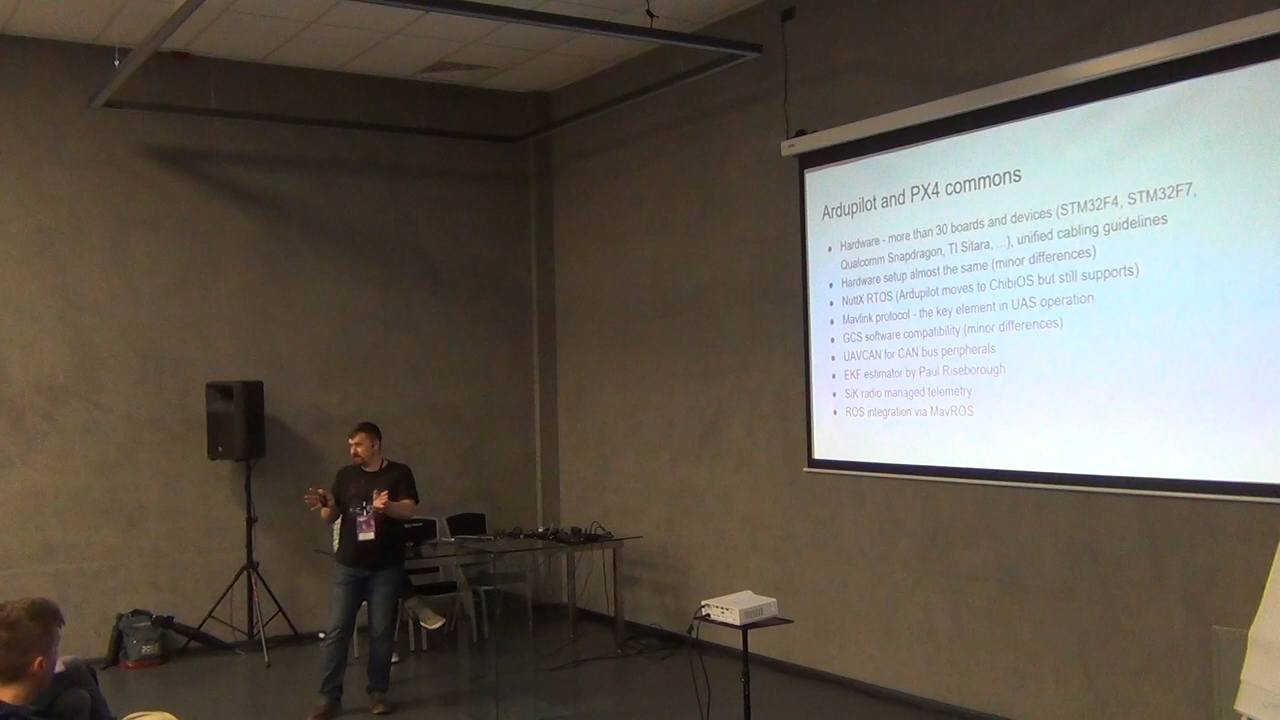 Ardupilot and PX4 commons
● Hardware - more than 30 boards and devices (STM32F4, STM32F7,
Qualcomm Snapdragon, TI Sitara, ...), unified cabling guidelines
● Hardware setup almost the same (minor differences)
● NuttX RTOS (Ardupilot moves to ChibiOS but still supports)
● Mavlink protocol - the key element in UAS operation
● GCS software compatibility (minor differences)
● UAVCAN for CAN bus peripherals
● EKF estimator by Paul Riseborough
● SiK radio managed telemetry
● ROS integration via MavROS